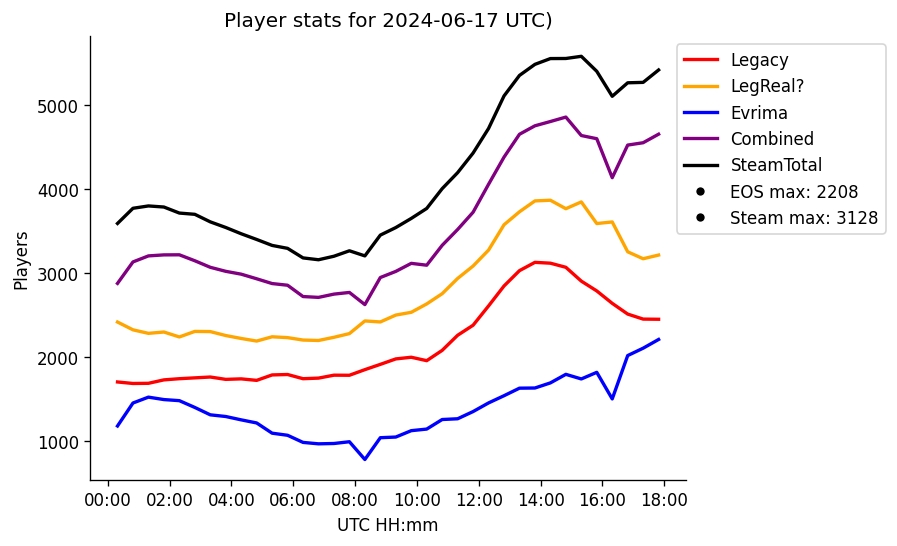 Player stats for 2024-06-17 UTC)
Legacy
LegReal?
Evrima
Combined
SteamTotal
EOS max: 2208
Steam max: 3128
Players
5000
4000
3000
2000
1000
00:00 02:00 04:00 06:00 08:00 10:00 12:00 14:00 16:00 18:00
UTC HH:mm